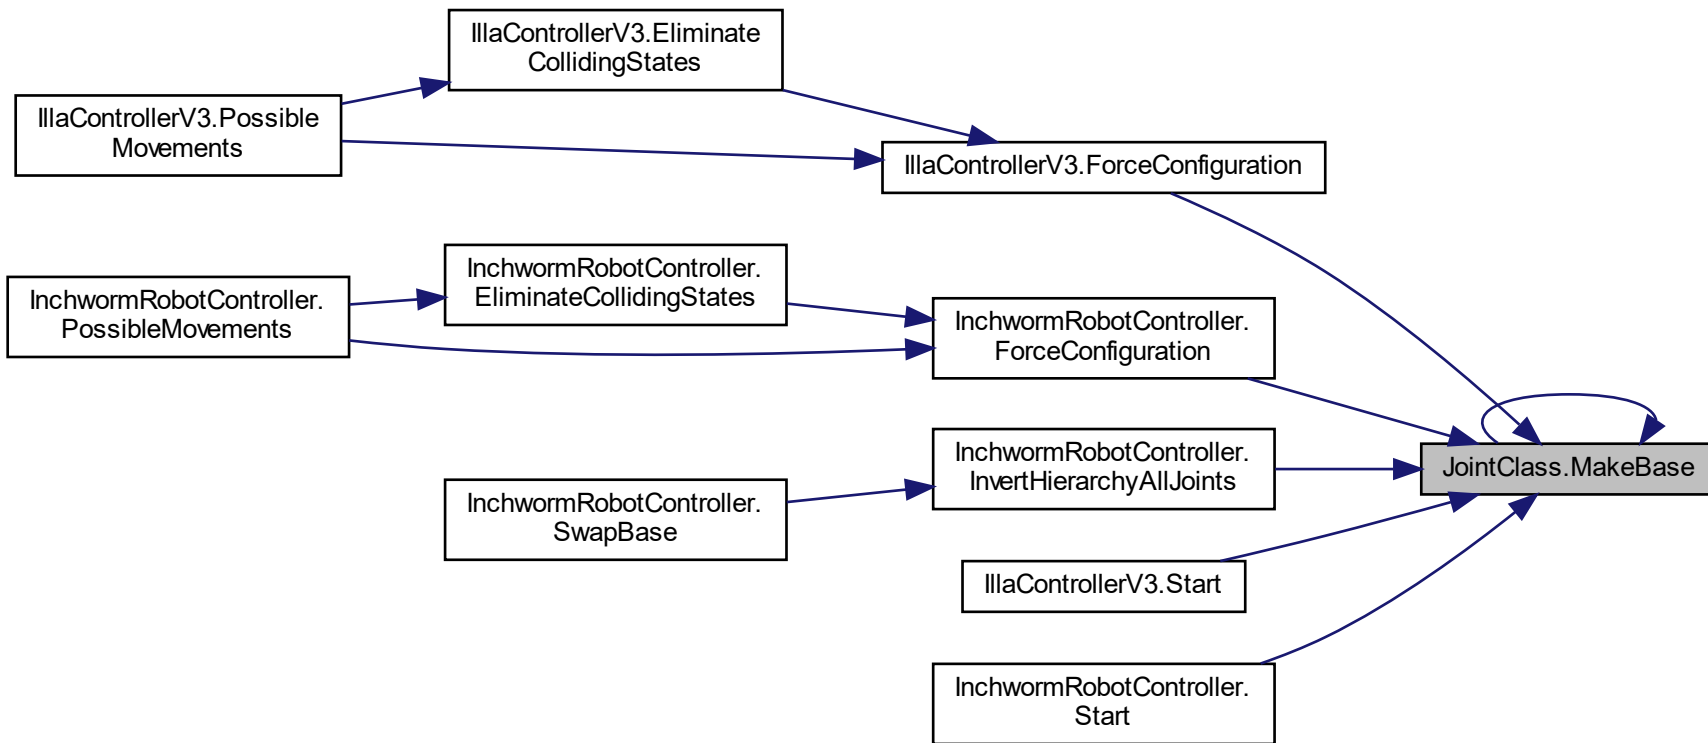 IllaControllerV3.Eliminate
CollidingStates
IllaControllerV3.Possible
Movements
IllaControllerV3.ForceConfiguration
InchwormRobotController.
EliminateCollidingStates
InchwormRobotController.
PossibleMovements
InchwormRobotController.
ForceConfiguration
InchwormRobotController.
InvertHierarchyAllJoints
JointClass.MakeBase
InchwormRobotController.
SwapBase
IllaControllerV3.Start
InchwormRobotController.
Start